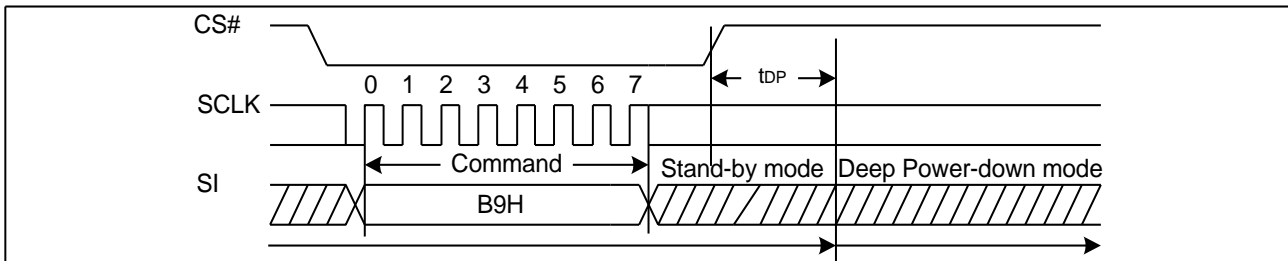 CS#
tDP
0 1 2 3 4 5 6 7
SCLK
Command
Stand-by mode Deep Power-down mode
SI
B9H